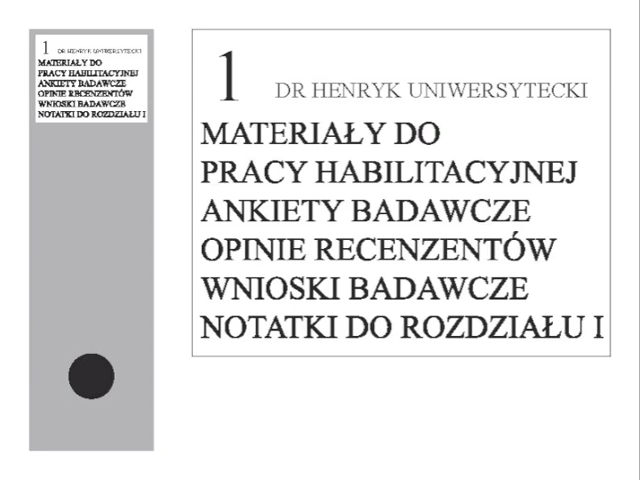 1 DR HENRYK UNIWERSYTECKI
MATERIAŁY DO
PRACY HABILITACYJNEJ
ANKIETY BADAWCZE
OPINIE RECENZENTÓW
WNIOSKI BADAWCZE
NOTATKI DO ROZDZIAŁU I
1 DR HENRYK UNIWERSYTECKI
MATERIAŁY DO
PRACY HABILITACYJNEJ
ANKIETY BADAWCZE
OPINIE RECENZENTÓW
WNIOSKI BADAWCZE
NOTATKI DO ROZDZIAŁU I